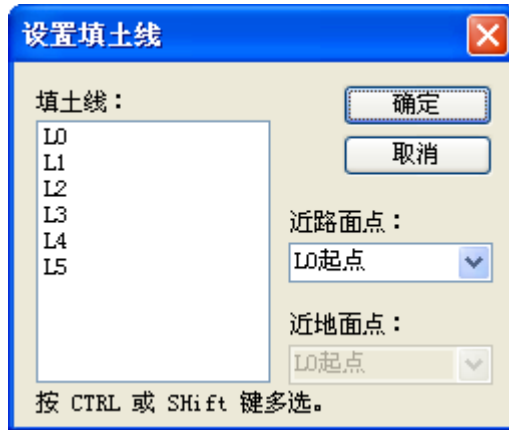 设置填土线
填土线：
L0
L1
L2
L3
L4
L5
确定
取消
近路面点：
L0起点
近地面点：
L0起点
按 CTRL 或 SHift 键多选。